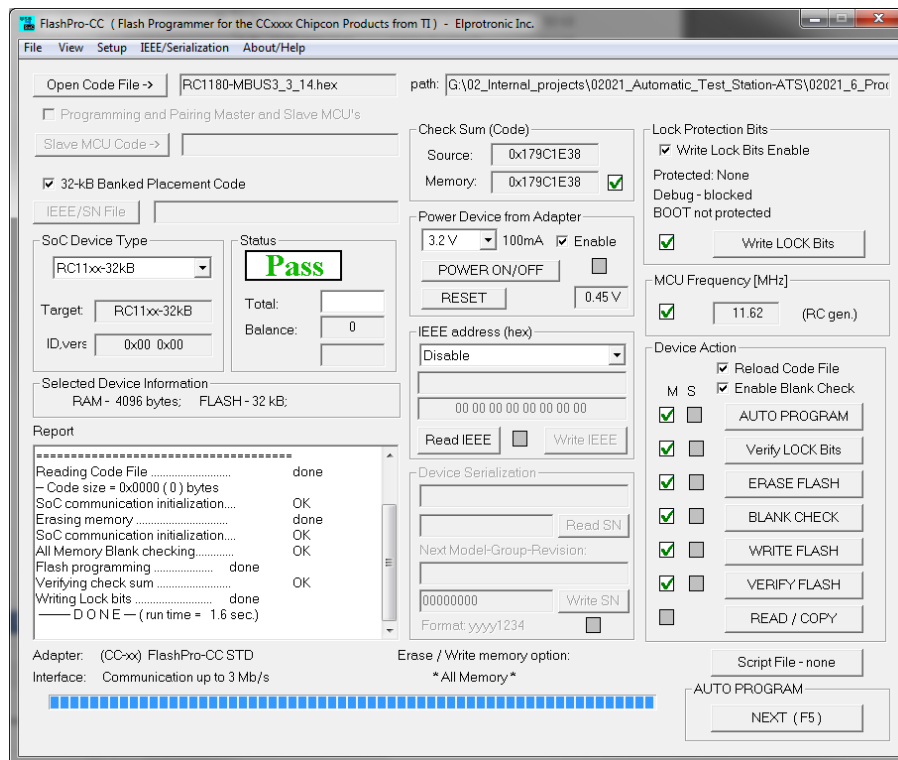 FlashPro-CC ( Flash Programmer for the CCxxxx Chipcon Products from TI ) - Elprotronic Inc.
File View Setup IEEE/Serialization About/Help
Open Code File -> RC1180-MBUS3_3_14.hex path: G:\02_Internal_projects\02021_Automatic_Test_Station-ATS\02021_6_Proc
Programming and Pairing Master and Slave MCU's
Slave MCU Code ->
32-kB Banked Placement Code
IEEE/SN File
SoC Device Type
RC11xx-32kB
Target: RC11xx-32kB
ID,vers 0x00 0x00
Status
Pass
Total:
Balance: 0
Selected Device Information
RAM - 4096 bytes; FLASH - 32 kB;
Report
========================================
Reading Code File ........................... done
— Code size = 0x0000 ( 0 ) bytes
SoC communication initialization.... OK
Erasing memory .............................. done
SoC communication initialization.... OK
All Memory Blank checking............. OK
Flash programming .................... done
Verifying check sum ....................... OK
Writing Lock bits .......................... done
——— D O N E — ( run time = 1.6 sec.)
Check Sum (Code)
Source: 0x179C1E38
Memory: 0x179C1E38
Power Device from Adapter
3.2 V 100mA Enable
POWER ON/OFF
RESET 0.45 V
IEEE address (hex)
Disable
00 00 00 00 00 00 00 00
Read IEEE Write IEEE
Device Serialization
Read SN
Next Model-Group-Revision:
00000000 Write SN
Format: yyyy1234
Lock Protection Bits
Write Lock Bits Enable
Protected: None
Debug - blocked
BOOT not protected
Write LOCK Bits
MCU Frequency [MHz]
11.62 (RC gen.)
Device Action
Reload Code File
M S Enable Blank Check
AUTO PROGRAM
Verify LOCK Bits
ERASE FLASH
BLANK CHECK
WRITE FLASH
VERIFY FLASH
READ / COPY
Adapter: (CC-xx) FlashPro-CC STD
Interface: Communication up to 3 Mb/s
Erase / Write memory option:
* All Memory *
Script File - none
AUTO PROGRAM
NEXT ( F5 )